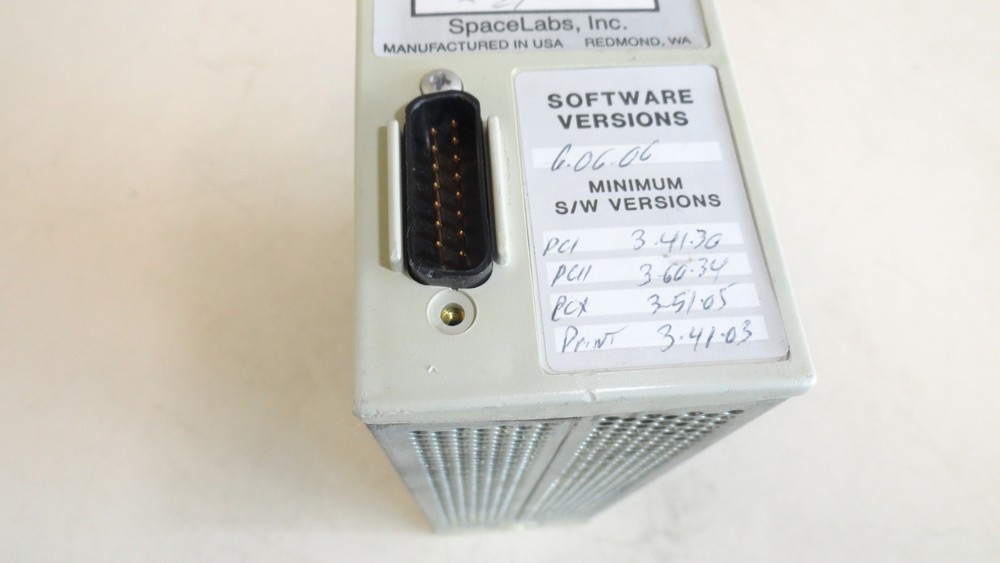 SpaceLabs, Inc.
MANUFACTURED IN USA REDMOND, WA
SOFTWARE
VERSIONS
6.06.06
MINIMUM
S/W VERSIONS
PCI 3.41.30
PCII 3.60.34
PCX 3.51.05
Print 3.41.03